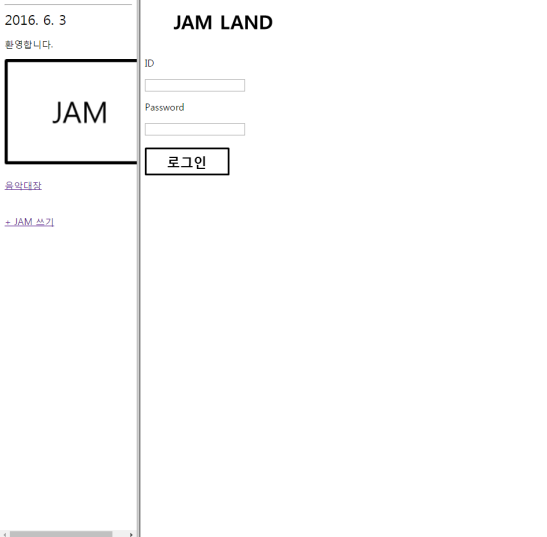 2016. 6. 3
환영합니다.
JAM
음악대장
+ JAM 쓰기
JAM LAND
ID
Password
로그인